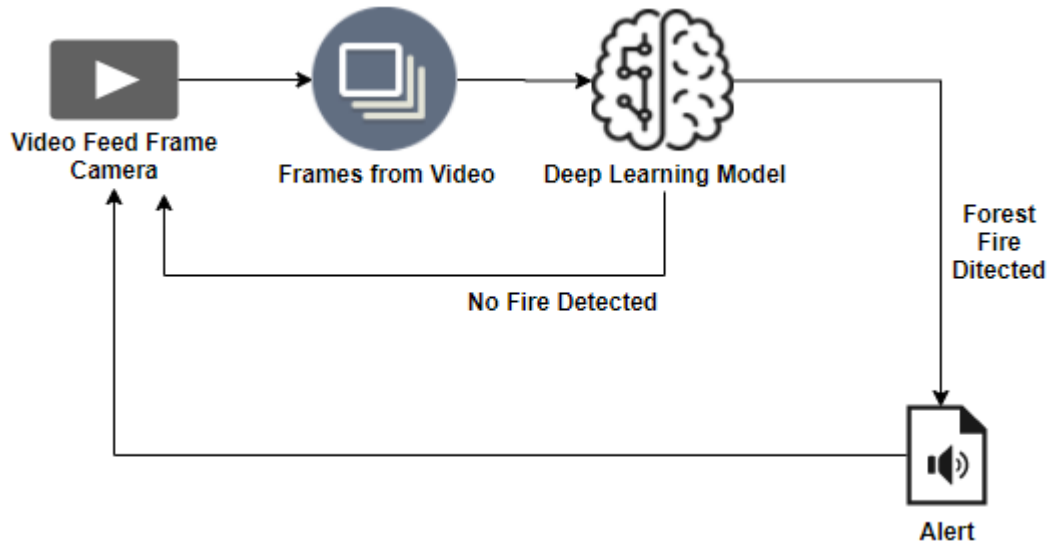 Video Feed Frame
Camera
Frames from Video
Deep Learning Model
Forest
Fire
Ditected
No Fire Detected
Alert